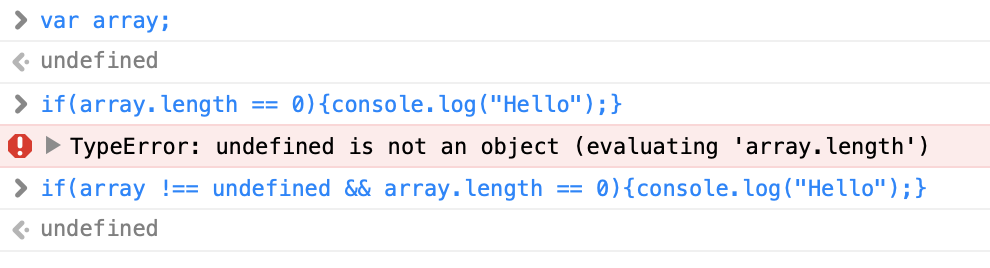 var array;
undefined
if(array.length == 0){console.log("Hello");}
TypeError: undefined is not an object (evaluating 'array.length')
if(array !== undefined && array.length == 0){console.log("Hello");}
undefined